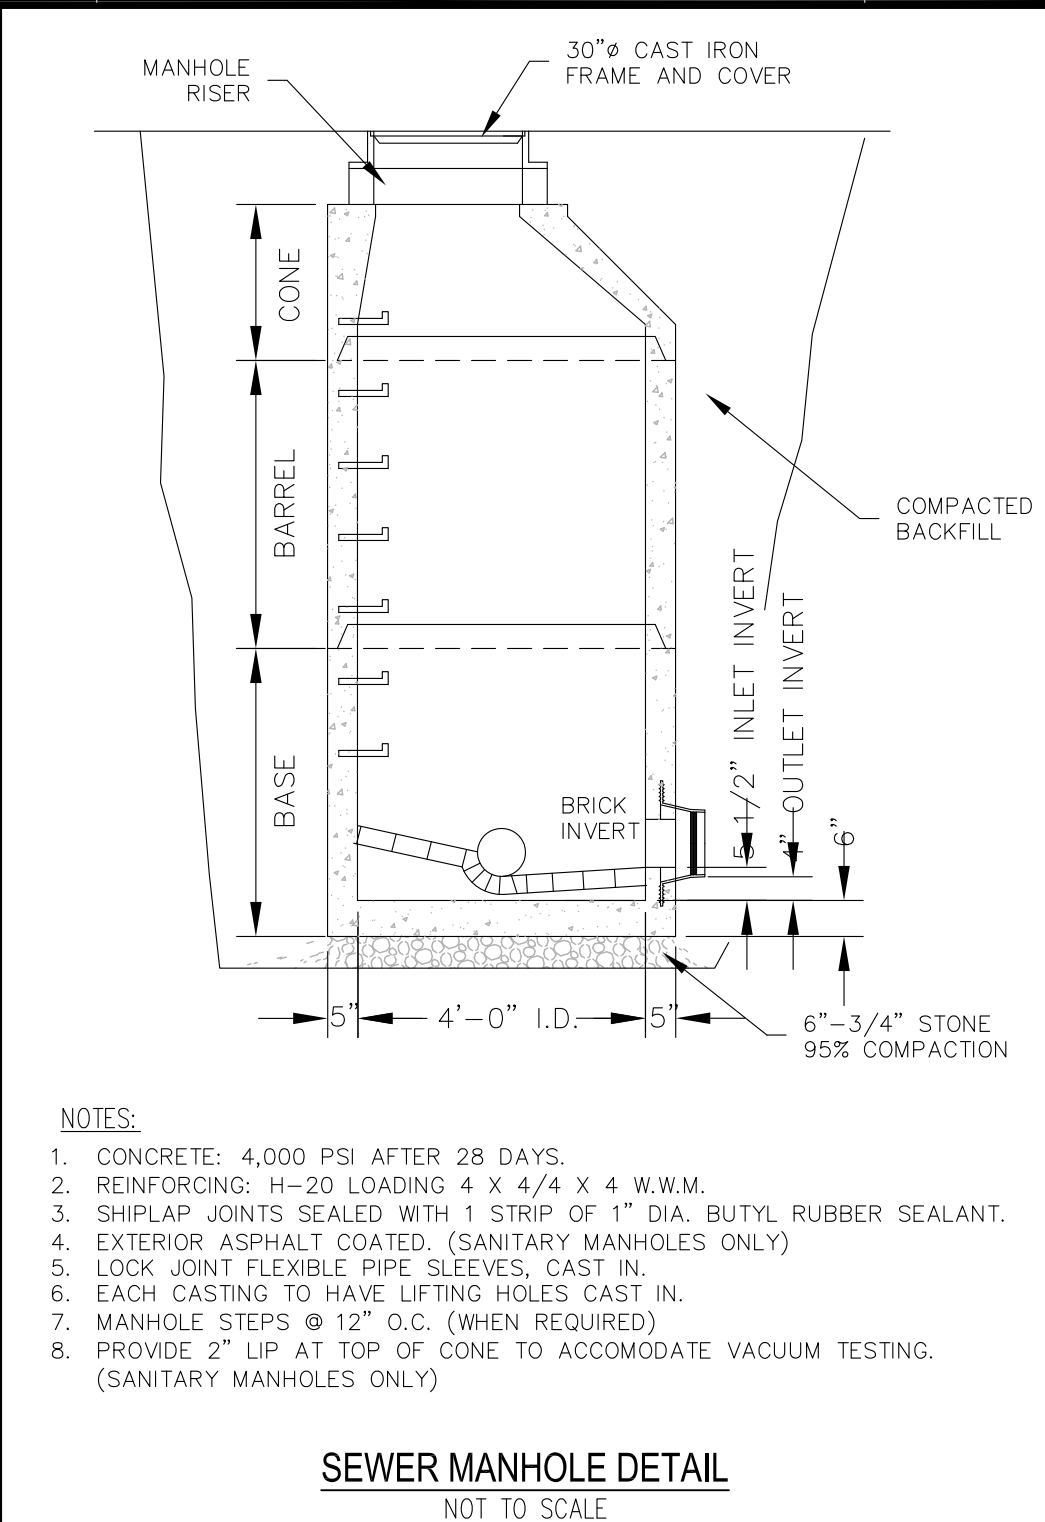 30"ø CAST IRON
FRAME AND COVER
MANHOLE
RISER
CONE
BARREL
BASE
COMPACTED
BACKFILL
5 1/2" INLET INVERT
4" OUTLET INVERT
6"
BRICK
INVERT
5"
4'-0" I.D.
5"
6"-3/4" STONE
95% COMPACTION
NOTES:
1. CONCRETE: 4,000 PSI AFTER 28 DAYS.
2. REINFORCING: H-20 LOADING 4 X 4/4 X 4 W.W.M.
3. SHIPLAP JOINTS SEALED WITH 1 STRIP OF 1" DIA. BUTYL RUBBER SEALANT.
4. EXTERIOR ASPHALT COATED. (SANITARY MANHOLES ONLY)
5. LOCK JOINT FLEXIBLE PIPE SLEEVES, CAST IN.
6. EACH CASTING TO HAVE LIFTING HOLES CAST IN.
7. MANHOLE STEPS @ 12" O.C. (WHEN REQUIRED)
8. PROVIDE 2" LIP AT TOP OF CONE TO ACCOMODATE VACUUM TESTING.
(SANITARY MANHOLES ONLY)
SEWER MANHOLE DETAIL
NOT TO SCALE